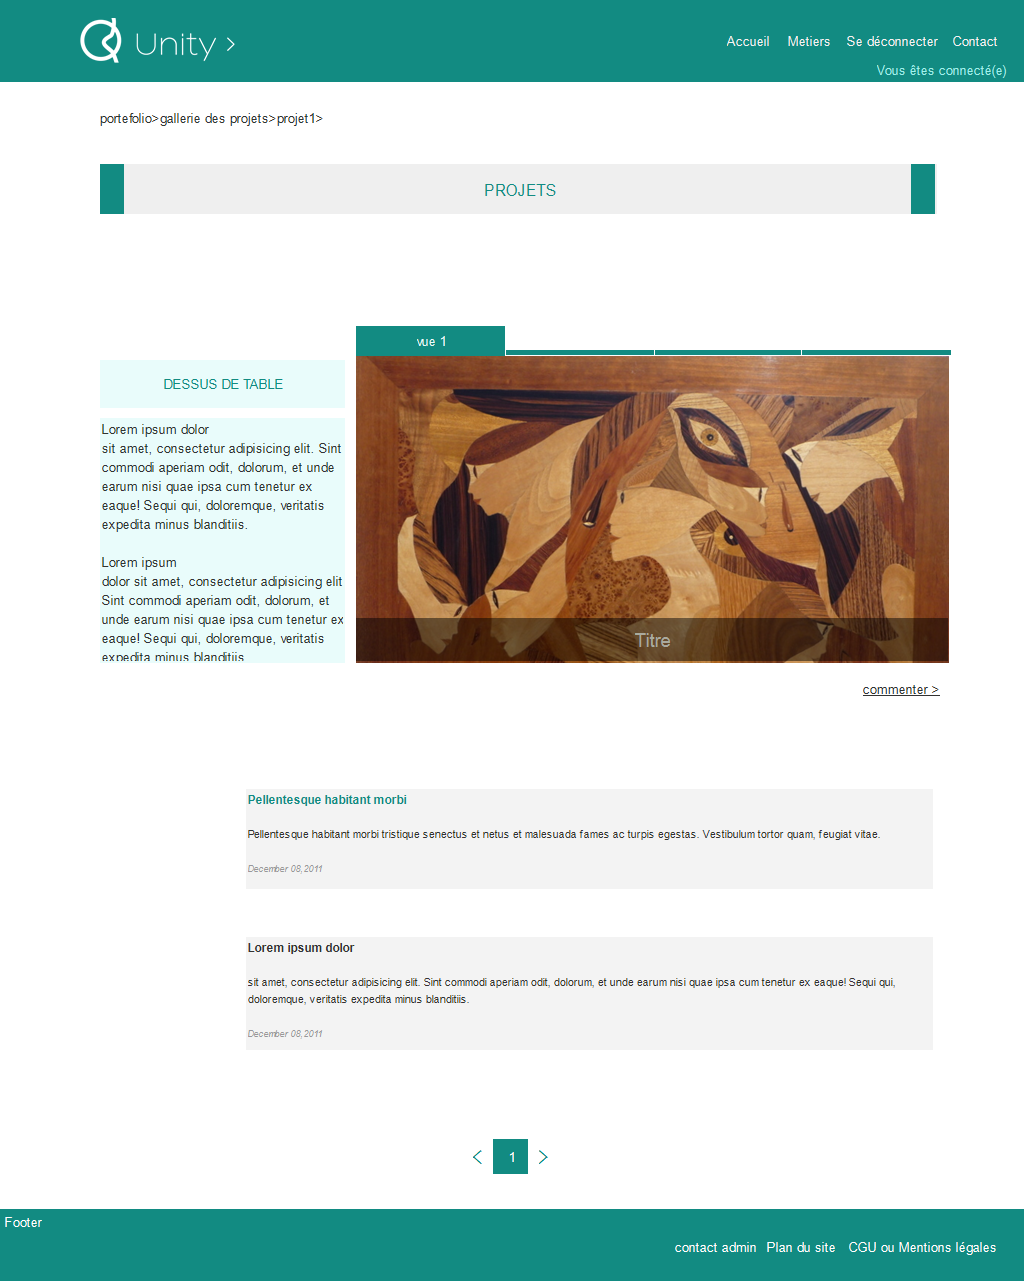 Unity >
Accueil Metiers Se déconnecter Contact
Vous êtes connecté(e)
portefolio>gallerie des projets>projet1>
PROJETS
vue 1
DESSUS DE TABLE
Lorem ipsum dolor
sit amet, consectetur adipisicing elit. Sint
commodi aperiam odit, dolorum, et unde
earum nisi quae ipsa cum tenetur ex
eaque! Sequi qui, doloremque, veritatis
expedita minus blanditiis.
Lorem ipsum
dolor sit amet, consectetur adipisicing elit
Sint commodi aperiam odit, dolorum, et
unde earum nisi quae ipsa cum tenetur ex
eaque! Sequi qui, doloremque, veritatis
expedita minus blanditiis
Titre
commenter >
Pellentesque habitant morbi
Pellentesque habitant morbi tristique senectus et netus et malesuada fames ac turpis egestas. Vestibulum tortor quam, feugiat vitae.
December 08, 2011
Lorem ipsum dolor
sit amet, consectetur adipisicing elit. Sint commodi aperiam odit, dolorum, et unde earum nisi quae ipsa cum tenetur ex eaque! Sequi qui,
doloremque, veritatis expedita minus blanditiis.
December 08, 2011
< 1 >
Footer
contact admin Plan du site CGU ou Mentions légales